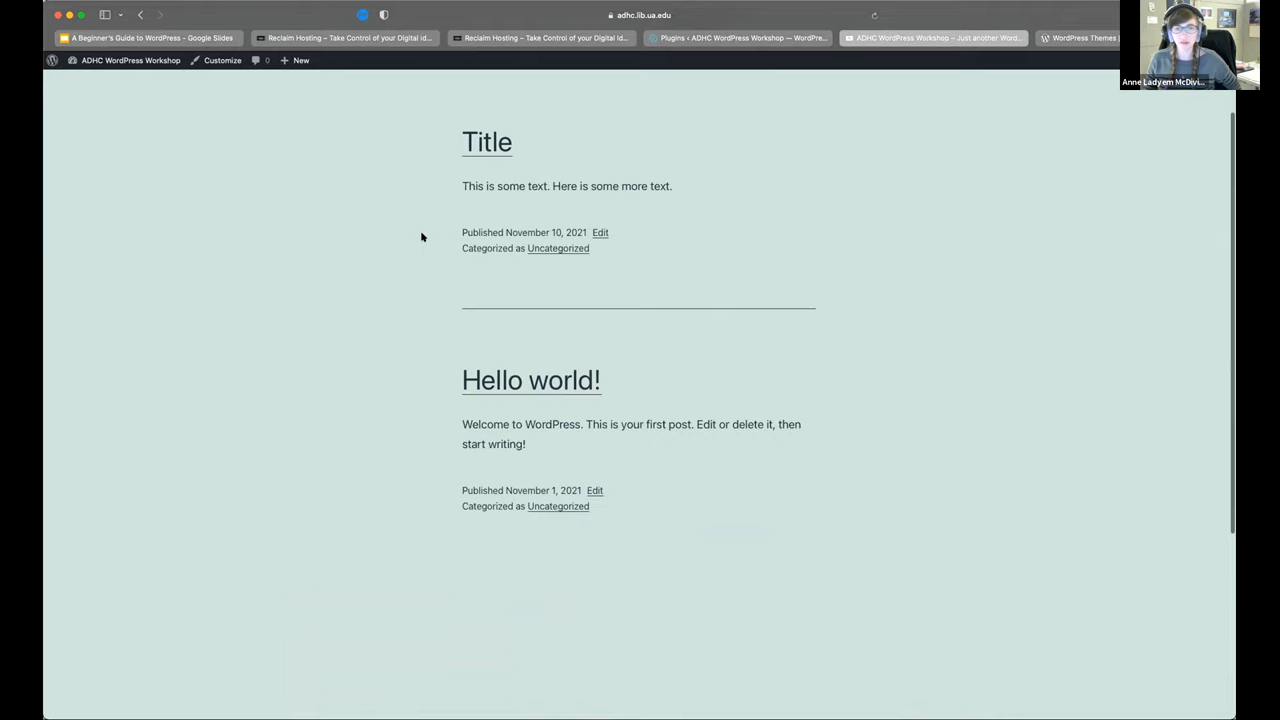 adhc.lib.ua.edu
A Beginner's Guide to WordPress - Google Slides
Reclaim Hosting – Take Control of your Digital Id...
Reclaim Hosting – Take Control of your Digital Id...
Plugins ‹ ADHC WordPress Workshop — WordPre...
ADHC WordPress Workshop – Just another Word...
WordPress Themes
ADHC WordPress Workshop
Customize
0
New
Anne Ladyem McDivi...
Title
This is some text. Here is some more text.
Published November 10, 2021 Edit
Categorized as Uncategorized
Hello world!
Welcome to WordPress. This is your first post. Edit or delete it, then
start writing!
Published November 1, 2021 Edit
Categorized as Uncategorized